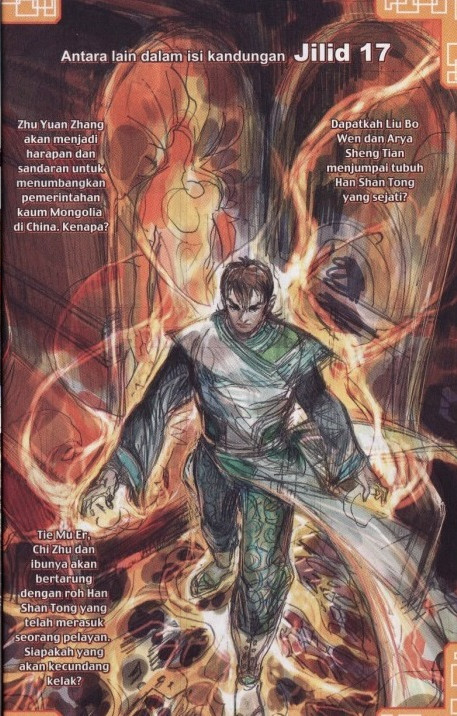 Antara lain dalam isi kandungan Jilid 17
Zhu Yuan Zhang
akan menjadi
harapan dan
sandaran untuk
menumbangkan
pemerintahan
kaum Mongolia
di China. Kenapa?
Dapatkah Liu Bo
Wen dan Arya
Sheng Tian
menjumpai tubuh
Han Shan Tong
yang sejati?
Tie Mu Er,
Chi Zhu dan
ibunya akan
bertarung
dengan roh Han
Shan Tong yang
telah merasuk
seorang pelayan.
Siapakah yang
akan kecundang
kelak?